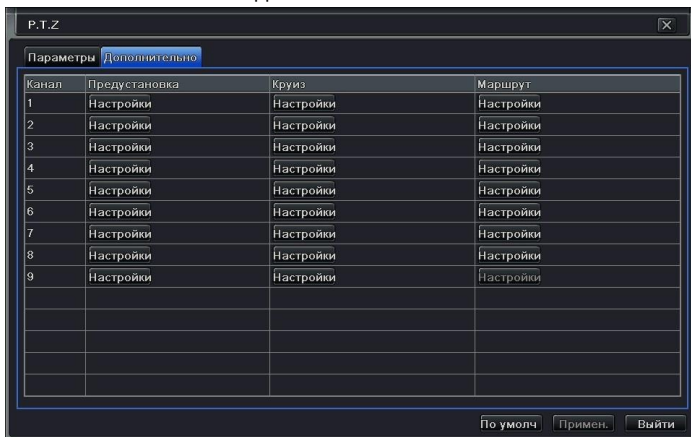 P.T.Z
Параметры Дополнительно
Канал Предустановка Круиз Маршрут
1 Настройки Настройки Настройки
2 Настройки Настройки Настройки
3 Настройки Настройки Настройки
4 Настройки Настройки Настройки
5 Настройки Настройки Настройки
6 Настройки Настройки Настройки
7 Настройки Настройки Настройки
8 Настройки Настройки Настройки
9 Настройки Настройки Настройки
По умолч Примен. Выйти